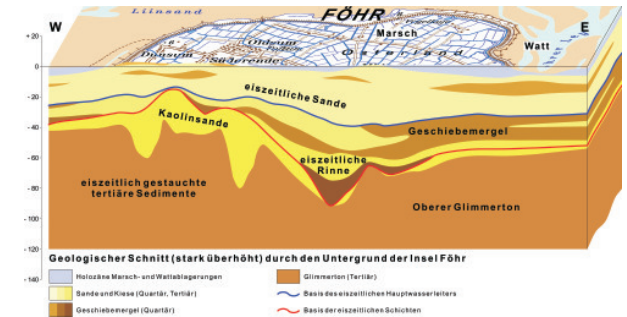 FÖHR
Liinsand
W
E
Marsch
Watt
Oldsum
Dunsum
Süderende
Osterland
+ 20
0
- 20
- 40
- 60
- 80
- 100
- 120
- 140
eiszeitliche Sande
Kaolinsande
Geschiebemergel
eiszeitliche
Rinne
eiszeitlich gestauchte
tertiäre Sedimente
Oberer Glimmerton
Geologischer Schnitt (stark überhöht) durch den Untergrund der Insel Föhr
Holozäne Marsch- und Wattablagerungen
Glimmerton (Tertiär)
Sande und Kiese (Quartär, Tertiär)
Basis des eiszeitlichen Hauptwasserleiters
Geschiebemergel (Quartär)
Basis der eiszeitlichen Schichten